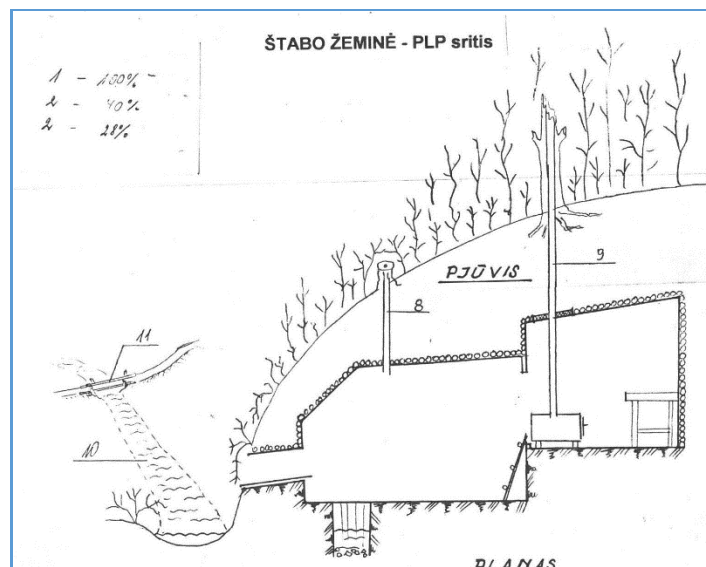 ŠTABO ŽEMINĖ - PLP sritis
1 - 100%
2 - 40%
2 - 28%
PJŪVIS
9
8
11
10
PLANAS